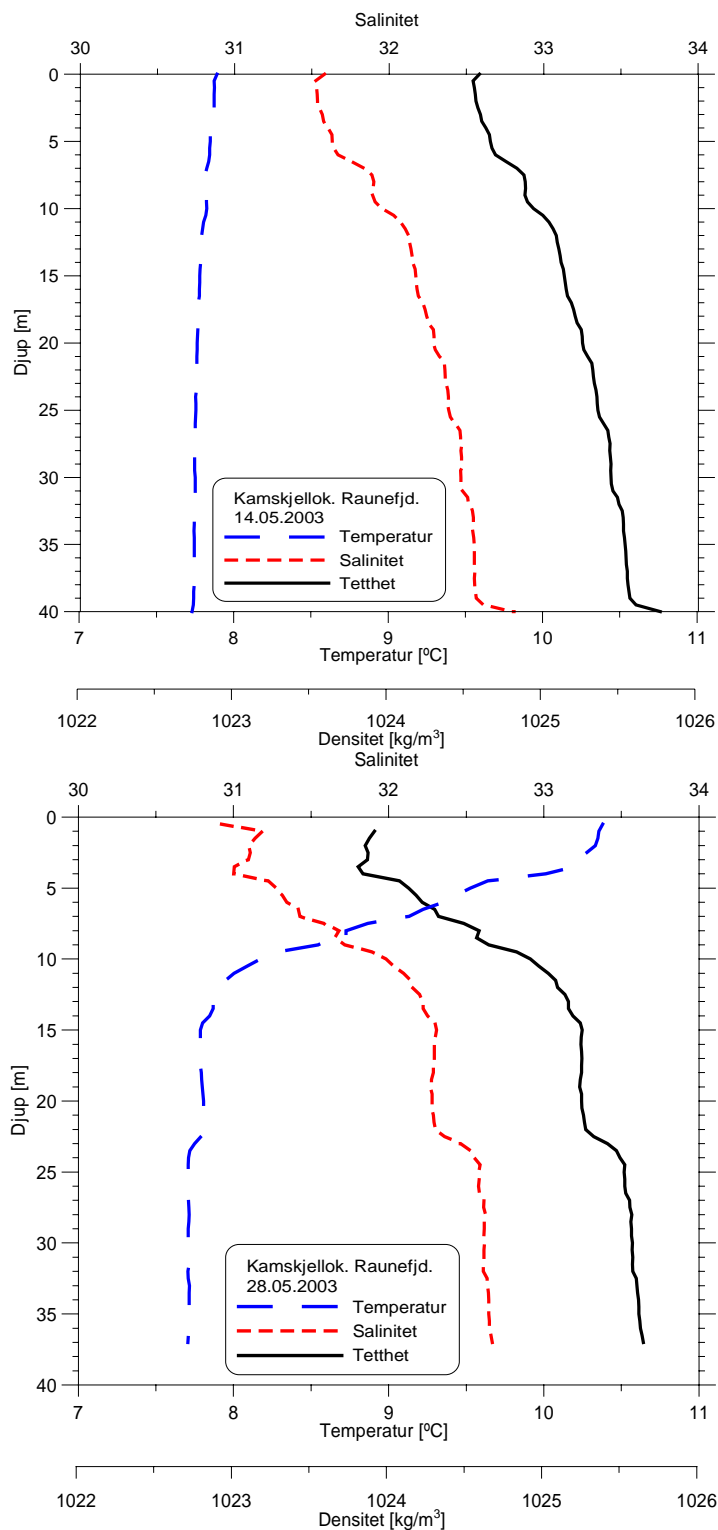 Salinitet
30 31 32 33 34
0
5
10
15
20
25
30
35
40
Djup [m]
Kamskjellok. Raunefjd.
14.05.2003
Temperatur
Salinitet
Tetthet
7 8 9 10 11
Temperatur [ºC]
1022 1023 1024 1025 1026
Densitet [kg/m³]
Salinitet
30 31 32 33 34
0
5
10
15
20
25
30
35
40
Djup [m]
Kamskjellok. Raunefjd.
28.05.2003
Temperatur
Salinitet
Tetthet
7 8 9 10 11
Temperatur [ºC]
1022 1023 1024 1025 1026
Densitet [kg/m³]